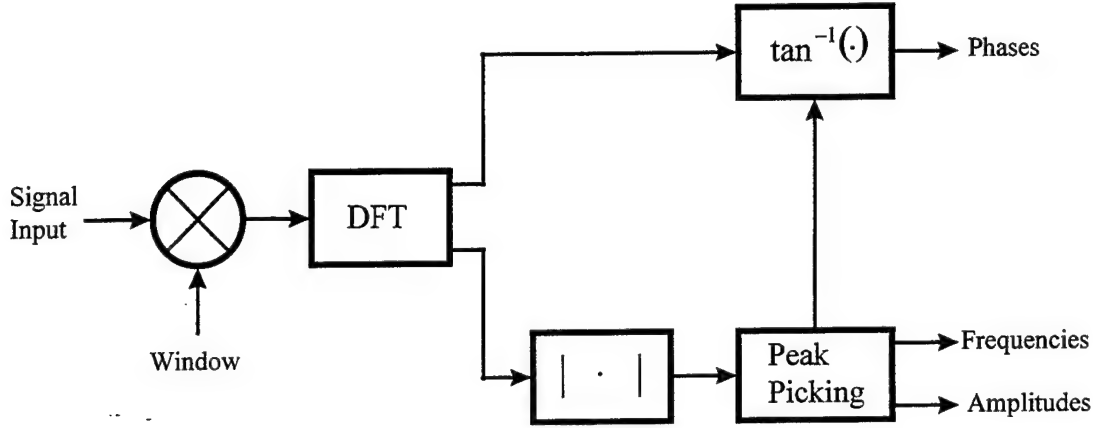 tan⁻¹(·)
Phases
Signal
Input
DFT
Window
| · |
Peak
Picking
Frequencies
Amplitudes